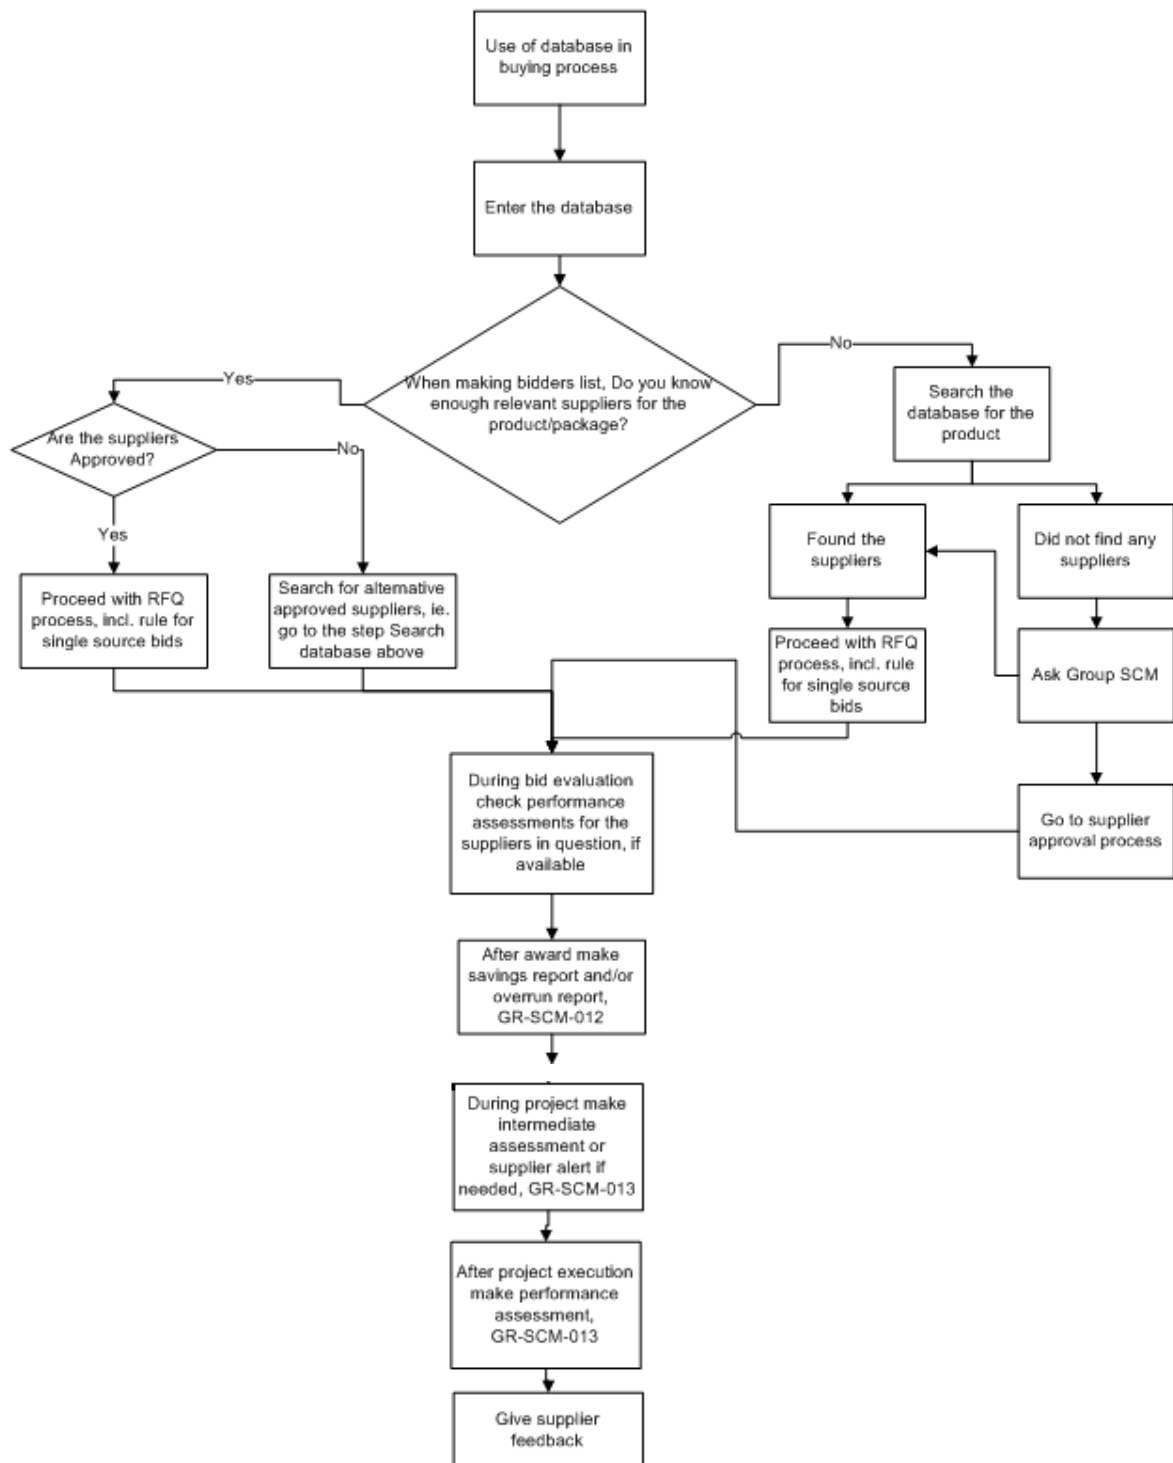 Use of database in
buying process
Enter the database
When making bidders list, Do you know
enough relevant suppliers for the
product/package?
Yes
No
Search the
database for the
product
Are the suppliers
Approved?
No
Yes
Found the
suppliers
Did not find any
suppliers
Proceed with RFQ
process, incl. rule for
single source bids
Search for alternative
approved suppliers, ie.
go to the step Search
database above
Proceed with RFQ
process, incl. rule
for single source
bids
Ask Group SCM
During bid evaluation
check performance
assessments for the
suppliers in question, if
available
Go to supplier
approval process
After award make
savings report and/or
overrun report,
GR-SCM-012
During project make
intermediate
assessment or
supplier alert if
needed, GR-SCM-013
After project execution
make performance
assessment,
GR-SCM-013
Give supplier
feedback